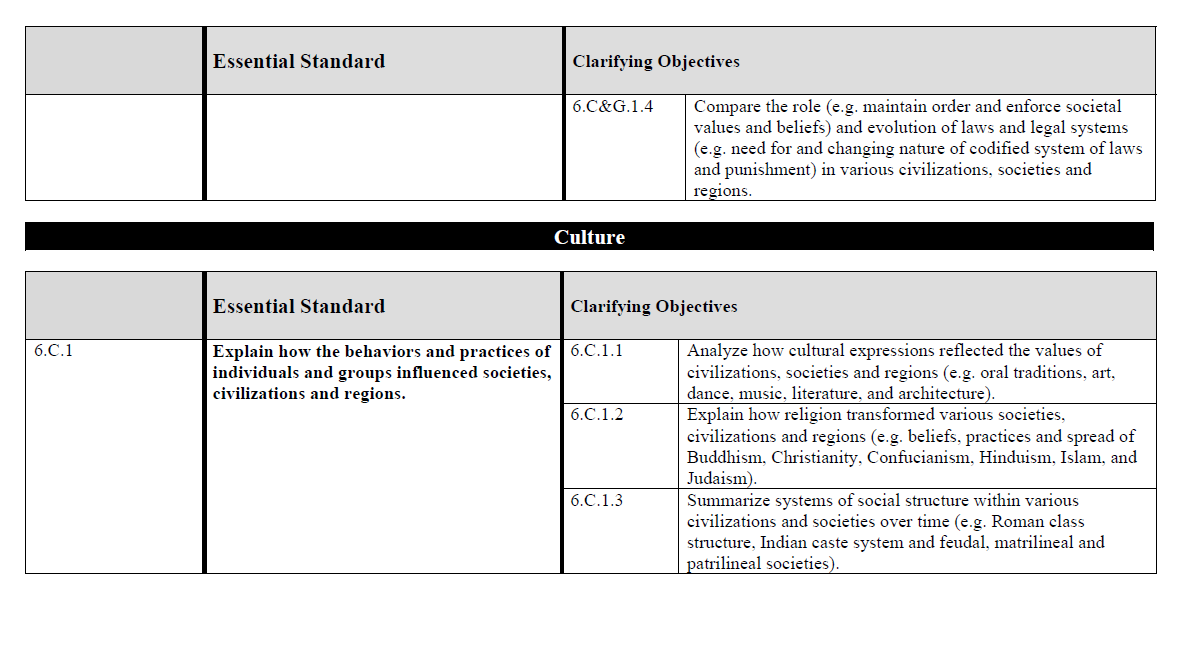 Essential Standard
Clarifying Objectives
6.C&G.1.4
Compare the role (e.g. maintain order and enforce societal
values and beliefs) and evolution of laws and legal systems
(e.g. need for and changing nature of codified system of laws
and punishment) in various civilizations, societies and
regions.
Culture
Essential Standard
Clarifying Objectives
6.C.1
Explain how the behaviors and practices of
individuals and groups influenced societies,
civilizations and regions.
6.C.1.1
Analyze how cultural expressions reflected the values of
civilizations, societies and regions (e.g. oral traditions, art,
dance, music, literature, and architecture).
6.C.1.2
Explain how religion transformed various societies,
civilizations and regions (e.g. beliefs, practices and spread of
Buddhism, Christianity, Confucianism, Hinduism, Islam, and
Judaism).
6.C.1.3
Summarize systems of social structure within various
civilizations and societies over time (e.g. Roman class
structure, Indian caste system and feudal, matrilineal and
patrilineal societies).